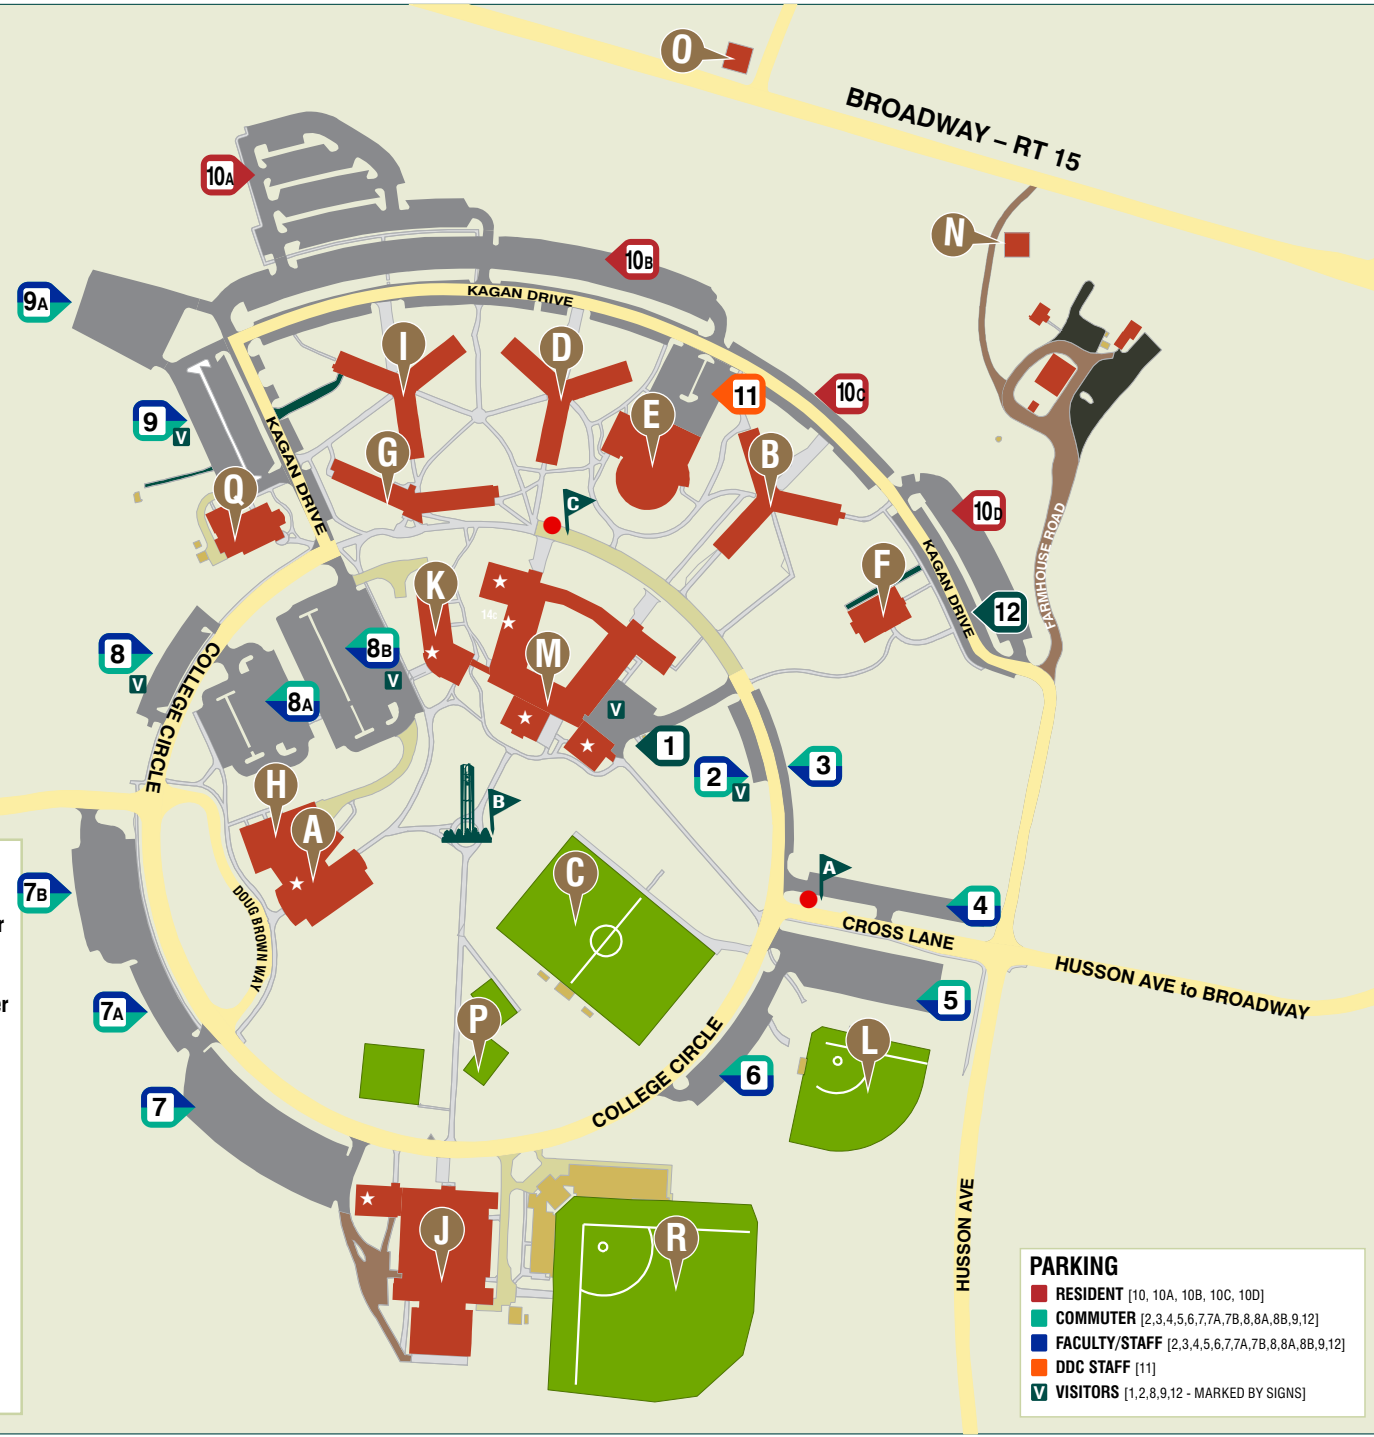 O
BROADWAY – RT 15
10A
N
10B
9A
KAGAN DRIVE
I
D
11
10C
E
9
V
KAGAN DRIVE
G
B
Q
C
10D
FARMHOUSE ROAD
KAGAN DRIVE
F
K
14c
12
8
V
COLLEGE CIRCLE
8B
V
M
8A
V
1
2
V
3
H
A
B
A
C
7B
DOUG BROWN WAY
4
CROSS LANE
HUSSON AVE to BROADWAY
r
er
5
7A
P
L
6
COLLEGE CIRCLE
7
HUSSON AVE
J
R
PARKING
RESIDENT [10, 10A, 10B, 10C, 10D]
COMMUTER [2,3,4,5,6,7,7A,7B,8,8A,8B,9,12]
FACULTY/STAFF [2,3,4,5,6,7,7A,7B,8,8A,8B,9,12]
DDC STAFF [11]
V VISITORS [1,2,8,9,12 - MARKED BY SIGNS]